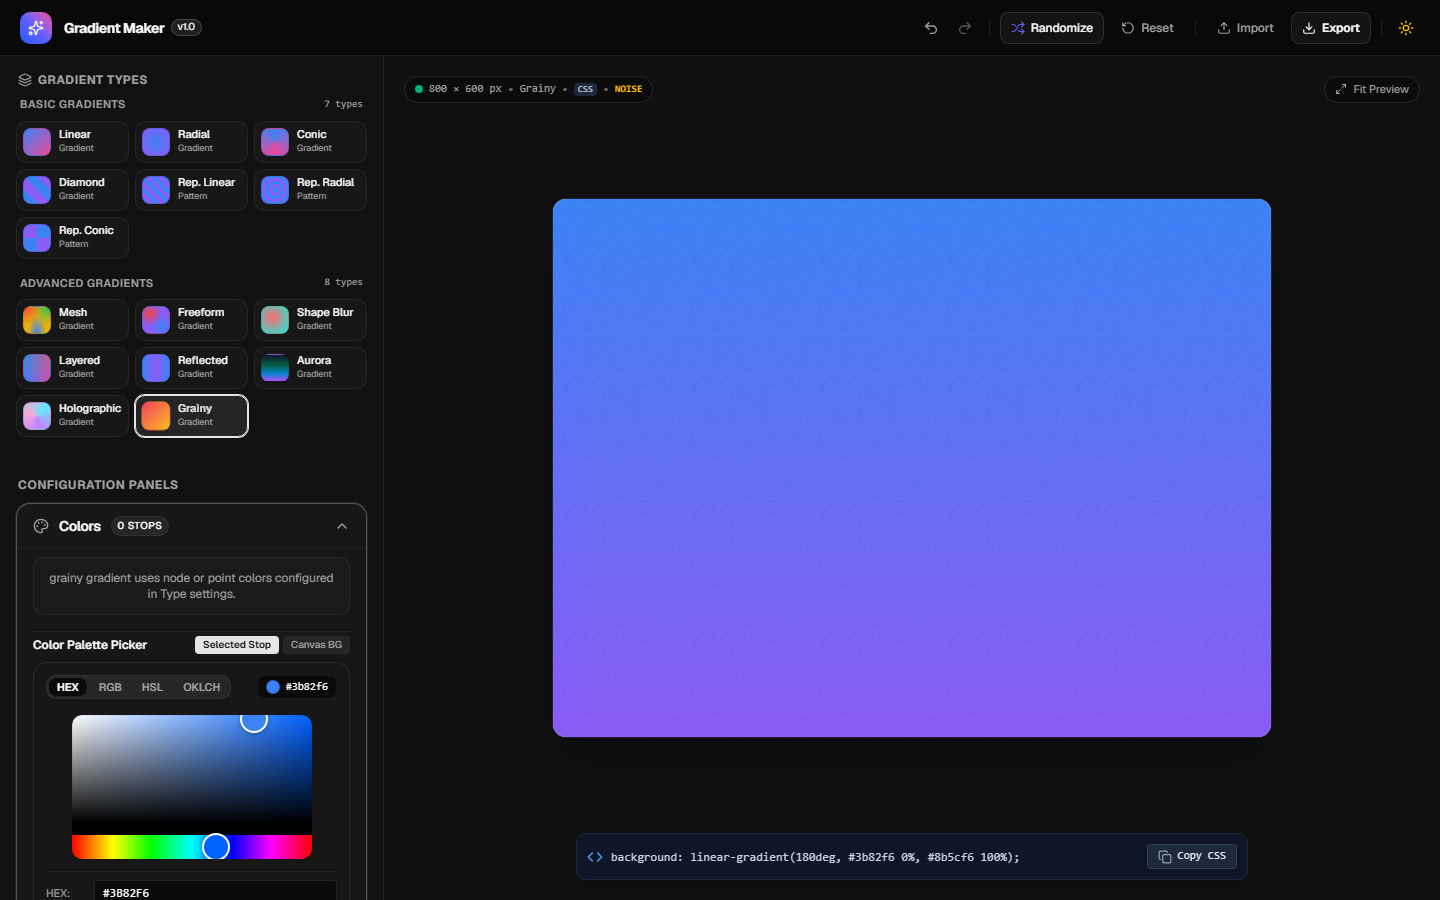 Gradient Maker v1.0
Randomize
Reset
Import
Export
GRADIENT TYPES
BASIC GRADIENTS 7 types
Linear
Gradient
Radial
Gradient
Conic
Gradient
Diamond
Gradient
Rep. Linear
Pattern
Rep. Radial
Pattern
Rep. Conic
Pattern
ADVANCED GRADIENTS 8 types
Mesh
Gradient
Freeform
Gradient
Shape Blur
Gradient
Layered
Gradient
Reflected
Gradient
Aurora
Gradient
Holographic
Gradient
Grainy
Gradient
CONFIGURATION PANELS
Colors 0 STOPS
grainy gradient uses node or point colors configured
in Type settings.
Color Palette Picker Selected Stop Canvas BG
HEX RGB HSL OKLCH #3b82f6
HEX: #3B82F6
800 × 600 px • Grainy • CSS • NOISE
Fit Preview
background: linear-gradient(180deg, #3b82f6 0%, #8b5cf6 100%);
Copy CSS